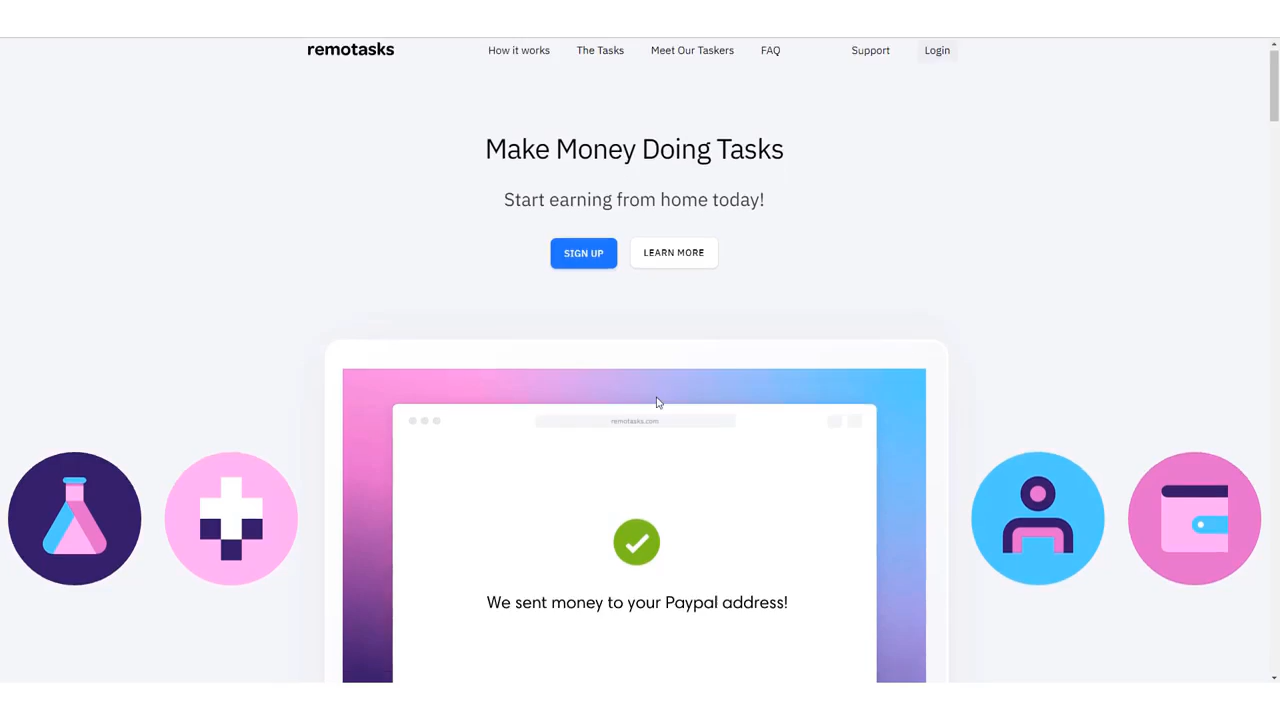 remotasks
How it works
The Tasks
Meet Our Taskers
FAQ
Support
Login
Make Money Doing Tasks
Start earning from home today!
SIGN UP
LEARN MORE
remotasks.com
We sent money to your Paypal address!